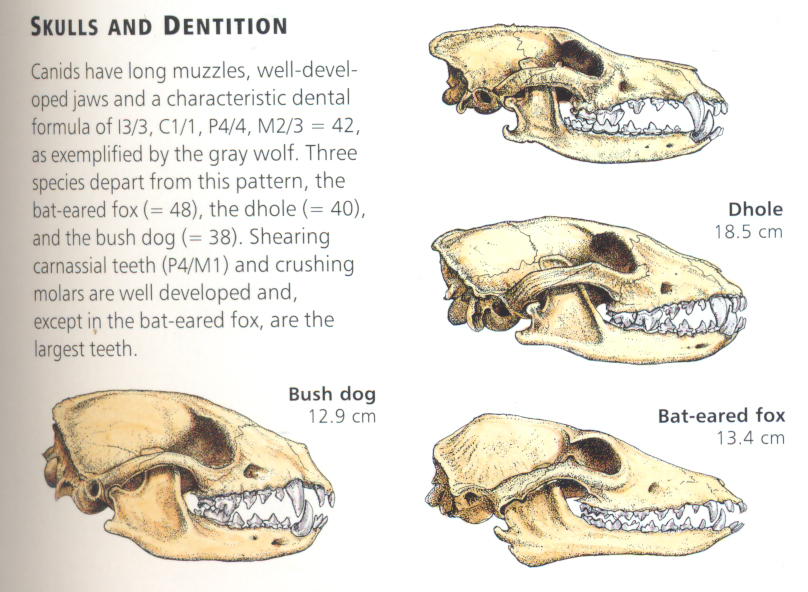 SKULLS AND DENTITION
Canids have long muzzles, well-devel-
oped jaws and a characteristic dental
formula of I3/3, C1/1, P4/4, M2/3 = 42,
as exemplified by the gray wolf. Three
species depart from this pattern, the
bat-eared fox (= 48), the dhole (= 40),
and the bush dog (= 38). Shearing
carnassial teeth (P4/M1) and crushing
molars are well developed and,
except in the bat-eared fox, are the
largest teeth.
Dhole
18.5 cm
Bush dog
12.9 cm
Bat-eared fox
13.4 cm